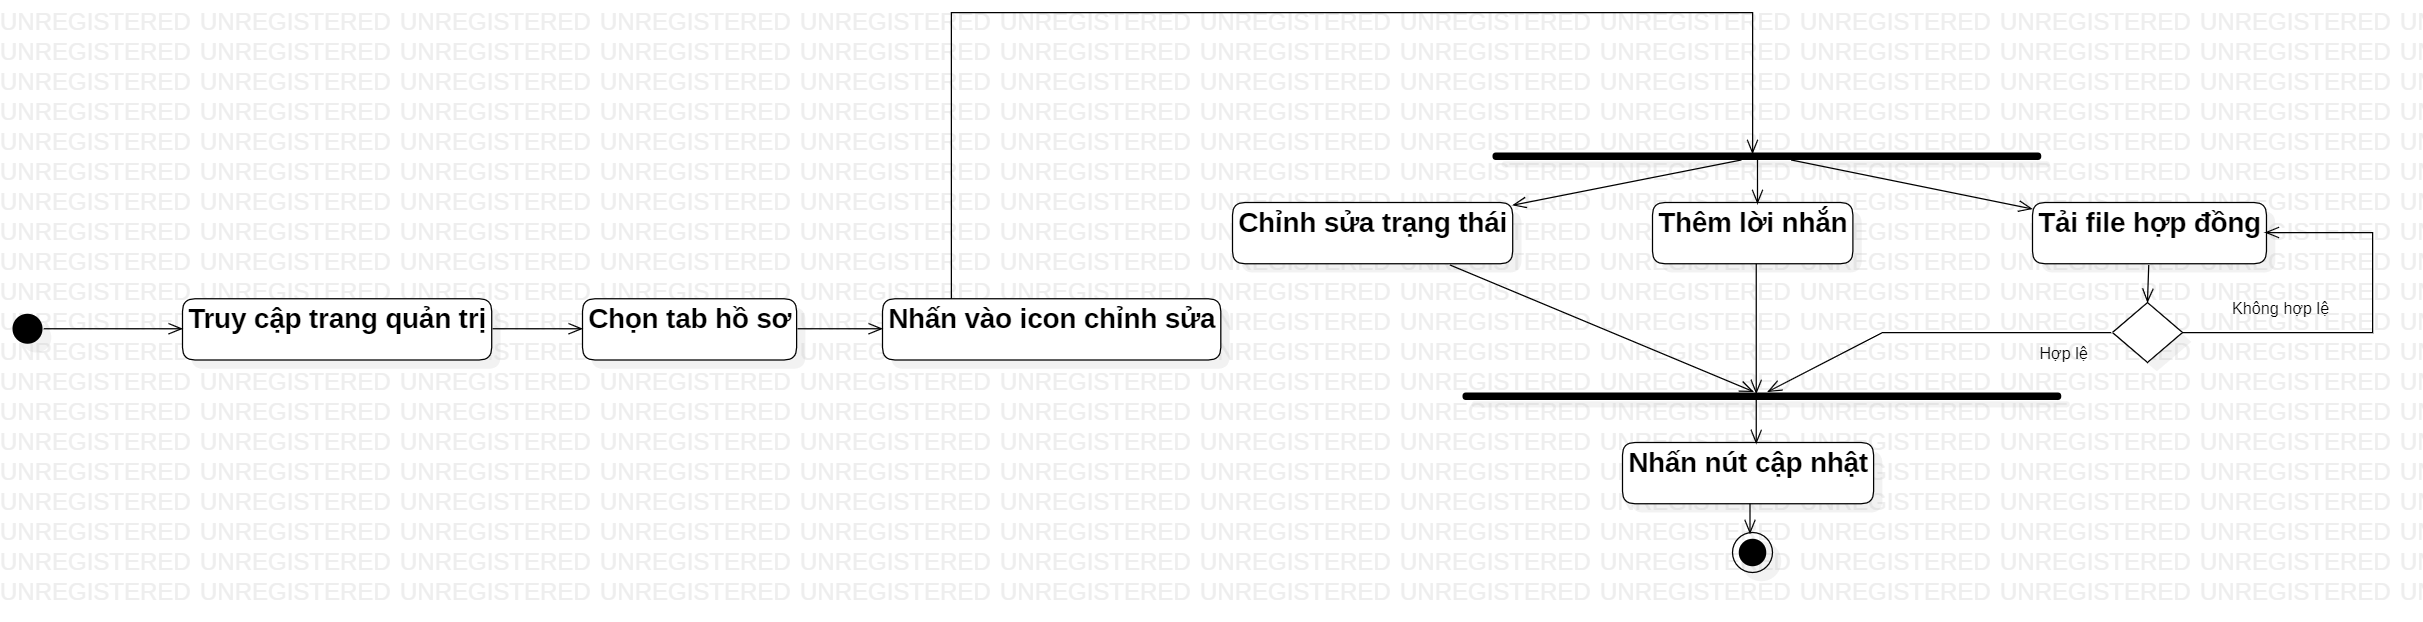 Chỉnh sửa trạng thái
Thêm lời nhắn
Tải file hợp đồng
Truy cập trang quản trị
Chọn tab hồ sơ
Nhấn vào icon chỉnh sửa
Không hợp lệ
Hợp lệ
Nhấn nút cập nhật
UNREGISTERED